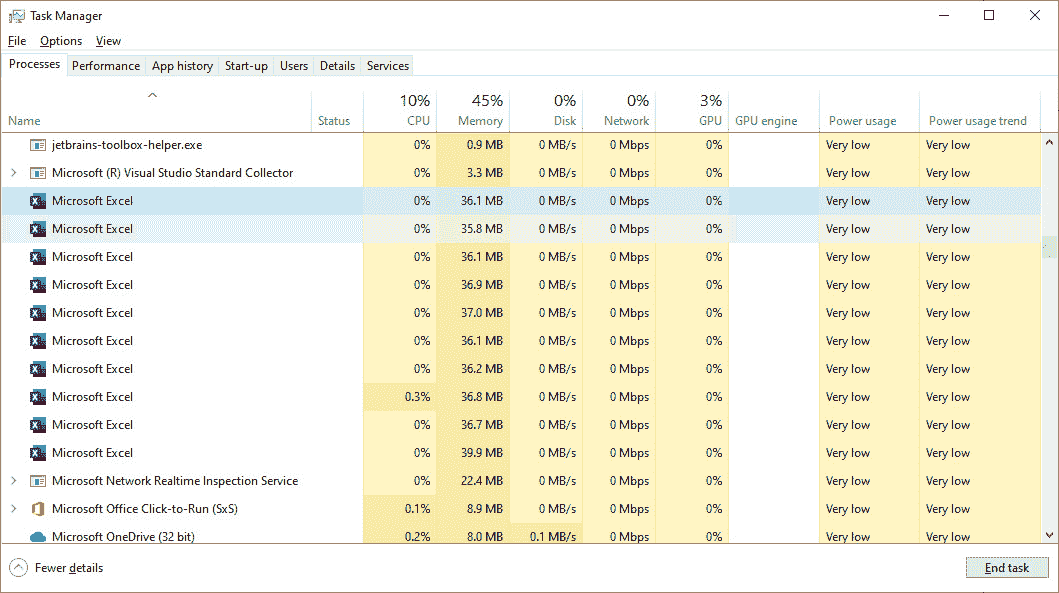 Task Manager
File Options View
Processes Performance App history Start-up Users Details Services
10% 45% 0% 0% 3%
Name Status CPU Memory Disk Network GPU GPU engine Power usage Power usage trend
jetbrains-toolbox-helper.exe 0% 0.9 MB 0 MB/s 0 Mbps 0% Very low Very low
Microsoft (R) Visual Studio Standard Collector 0% 3.3 MB 0 MB/s 0 Mbps 0% Very low Very low
Microsoft Excel 0% 36.1 MB 0 MB/s 0 Mbps 0% Very low Very low
Microsoft Excel 0% 35.8 MB 0 MB/s 0 Mbps 0% Very low Very low
Microsoft Excel 0% 36.1 MB 0 MB/s 0 Mbps 0% Very low Very low
Microsoft Excel 0% 36.9 MB 0 MB/s 0 Mbps 0% Very low Very low
Microsoft Excel 0% 37.0 MB 0 MB/s 0 Mbps 0% Very low Very low
Microsoft Excel 0% 36.1 MB 0 MB/s 0 Mbps 0% Very low Very low
Microsoft Excel 0% 36.2 MB 0 MB/s 0 Mbps 0% Very low Very low
Microsoft Excel 0.3% 36.8 MB 0 MB/s 0 Mbps 0% Very low Very low
Microsoft Excel 0% 36.7 MB 0 MB/s 0 Mbps 0% Very low Very low
Microsoft Excel 0% 39.9 MB 0 MB/s 0 Mbps 0% Very low Very low
Microsoft Network Realtime Inspection Service 0% 22.4 MB 0 MB/s 0 Mbps 0% Very low Very low
Microsoft Office Click-to-Run (SxS) 0.1% 8.9 MB 0 MB/s 0 Mbps 0% Very low Very low
Microsoft OneDrive (32 bit) 0.2% 8.0 MB 0.1 MB/s 0 Mbps 0% Very low Very low
Fewer details End task